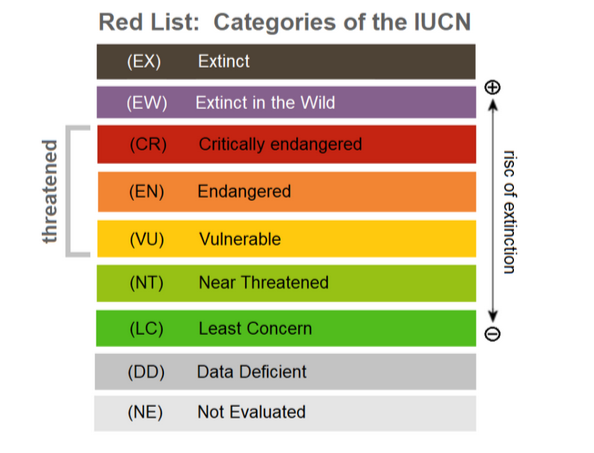 Red List: Categories of the IUCN
(EX) Extinct
(EW) Extinct in the Wild
(CR) Critically endangered
(EN) Endangered
(VU) Vulnerable
(NT) Near Threatened
(LC) Least Concern
(DD) Data Deficient
(NE) Not Evaluated
threatened
risc of extinction